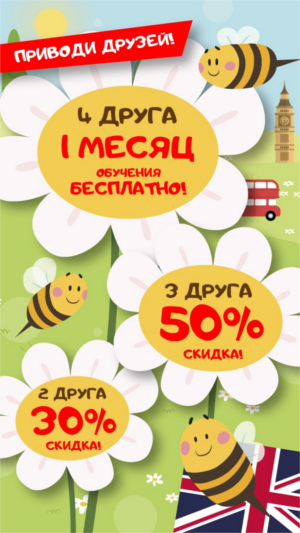 ПРИВОДИ ДРУЗЕЙ!
4 ДРУГА
1 МЕСЯЦ
ОБУЧЕНИЯ
БЕСПЛАТНО!
3 ДРУГА
50%
СКИДКА!
2 ДРУГА
30%
СКИДКА!